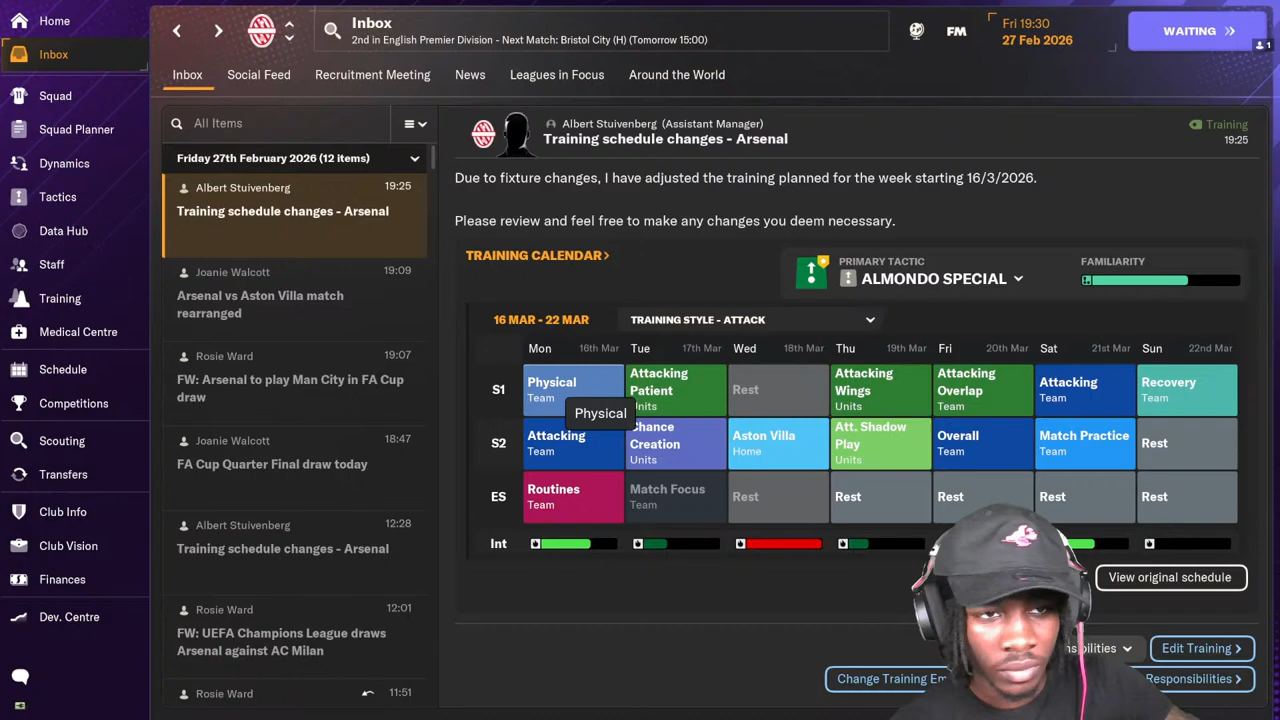 Home
Inbox
Squad
Squad Planner
Dynamics
Tactics
Data Hub
Staff
Training
Medical Centre
Schedule
Competitions
Scouting
Transfers
Club Info
Club Vision
Finances
Dev. Centre
Inbox
2nd in English Premier Division - Next Match: Bristol City (H) (Tomorrow 15:00)
FM
Fri 19:30
27 Feb 2026
WAITING
1
Inbox Social Feed Recruitment Meeting News Leagues in Focus Around the World
All Items
Friday 27th February 2026 (12 items)
Albert Stuivenberg 19:25
Training schedule changes - Arsenal
Joanie Walcott 19:09
Arsenal vs Aston Villa match
rearranged
Rosie Ward 19:07
FW: Arsenal to play Man City in FA Cup
draw
Joanie Walcott 18:47
FA Cup Quarter Final draw today
Albert Stuivenberg 12:28
Training schedule changes - Arsenal
Rosie Ward 12:01
FW: UEFA Champions League draws
Arsenal against AC Milan
Rosie Ward 11:51
Albert Stuivenberg (Assistant Manager)
Training schedule changes - Arsenal
Training
19:25
Due to fixture changes, I have adjusted the training planned for the week starting 16/3/2026.
Please review and feel free to make any changes you deem necessary.
TRAINING CALENDAR
PRIMARY TACTIC
ALMONDO SPECIAL
FAMILIARITY
16 MAR - 22 MAR
TRAINING STYLE - ATTACK
Mon 16th Mar Tue 17th Mar Wed 18th Mar Thu 19th Mar Fri 20th Mar Sat 21st Mar Sun 22nd Mar
S1
Physical
Team
Attacking
Patient
Units
Rest
Attacking
Wings
Units
Attacking
Overlap
Team
Attacking
Team
Recovery
Team
Physical
S2
Attacking
Team
Chance
Creation
Units
Aston Villa
Home
Att. Shadow
Play
Units
Overall
Team
Match Practice
Team
Rest
ES
Routines
Team
Match Focus
Team
Rest
Rest
Rest
Rest
Rest
Int
View original schedule
Edit Training
Change Training
Responsibilities